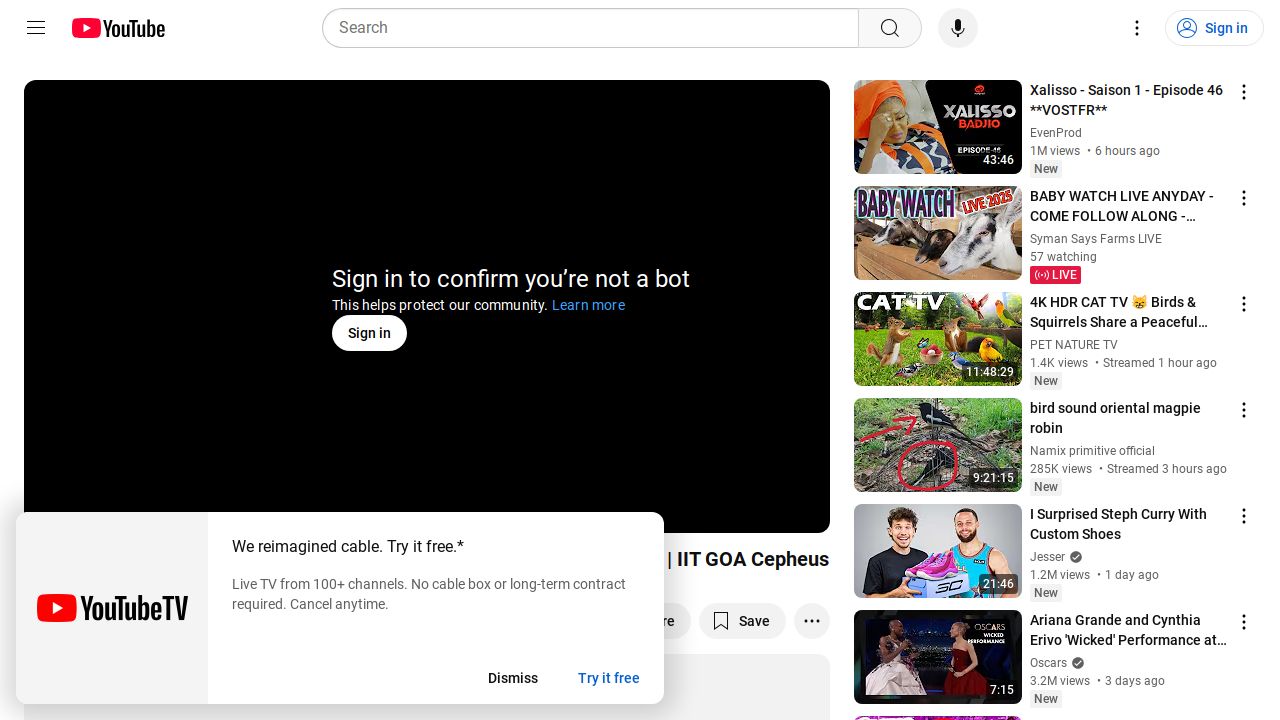 YouTube
Search
Sign in
Sign in to confirm you’re not a bot
This helps protect our community. Learn more
Sign in
| IIT GOA Cepheus
Save
We reimagined cable. Try it free.*
Live TV from 100+ channels. No cable box or long-term contract
required. Cancel anytime.
YouTubeTV
Dismiss
Try it free
XALISSO
BADJIO
EPISODE 46
43:46
Xalisso - Saison 1 - Episode 46
**VOSTFR**
EvenProd
1M views • 6 hours ago
New
BABY WATCH
LIVE 2025
BABY WATCH LIVE ANYDAY -
COME FOLLOW ALONG -...
Syman Says Farms LIVE
57 watching
LIVE
CAT TV
11:48:29
4K HDR CAT TV 😸 Birds &
Squirrels Share a Peaceful...
PET NATURE TV
1.4K views • Streamed 1 hour ago
New
9:21:15
bird sound oriental magpie
robin
Namix primitive official
285K views • Streamed 3 hours ago
New
SC
21:46
I Surprised Steph Curry With
Custom Shoes
Jesser
1.2M views • 1 day ago
New
OSCARS
WICKED
PERFORMANCE
7:15
Ariana Grande and Cynthia
Erivo 'Wicked' Performance at...
Oscars
3.2M views • 3 days ago
New